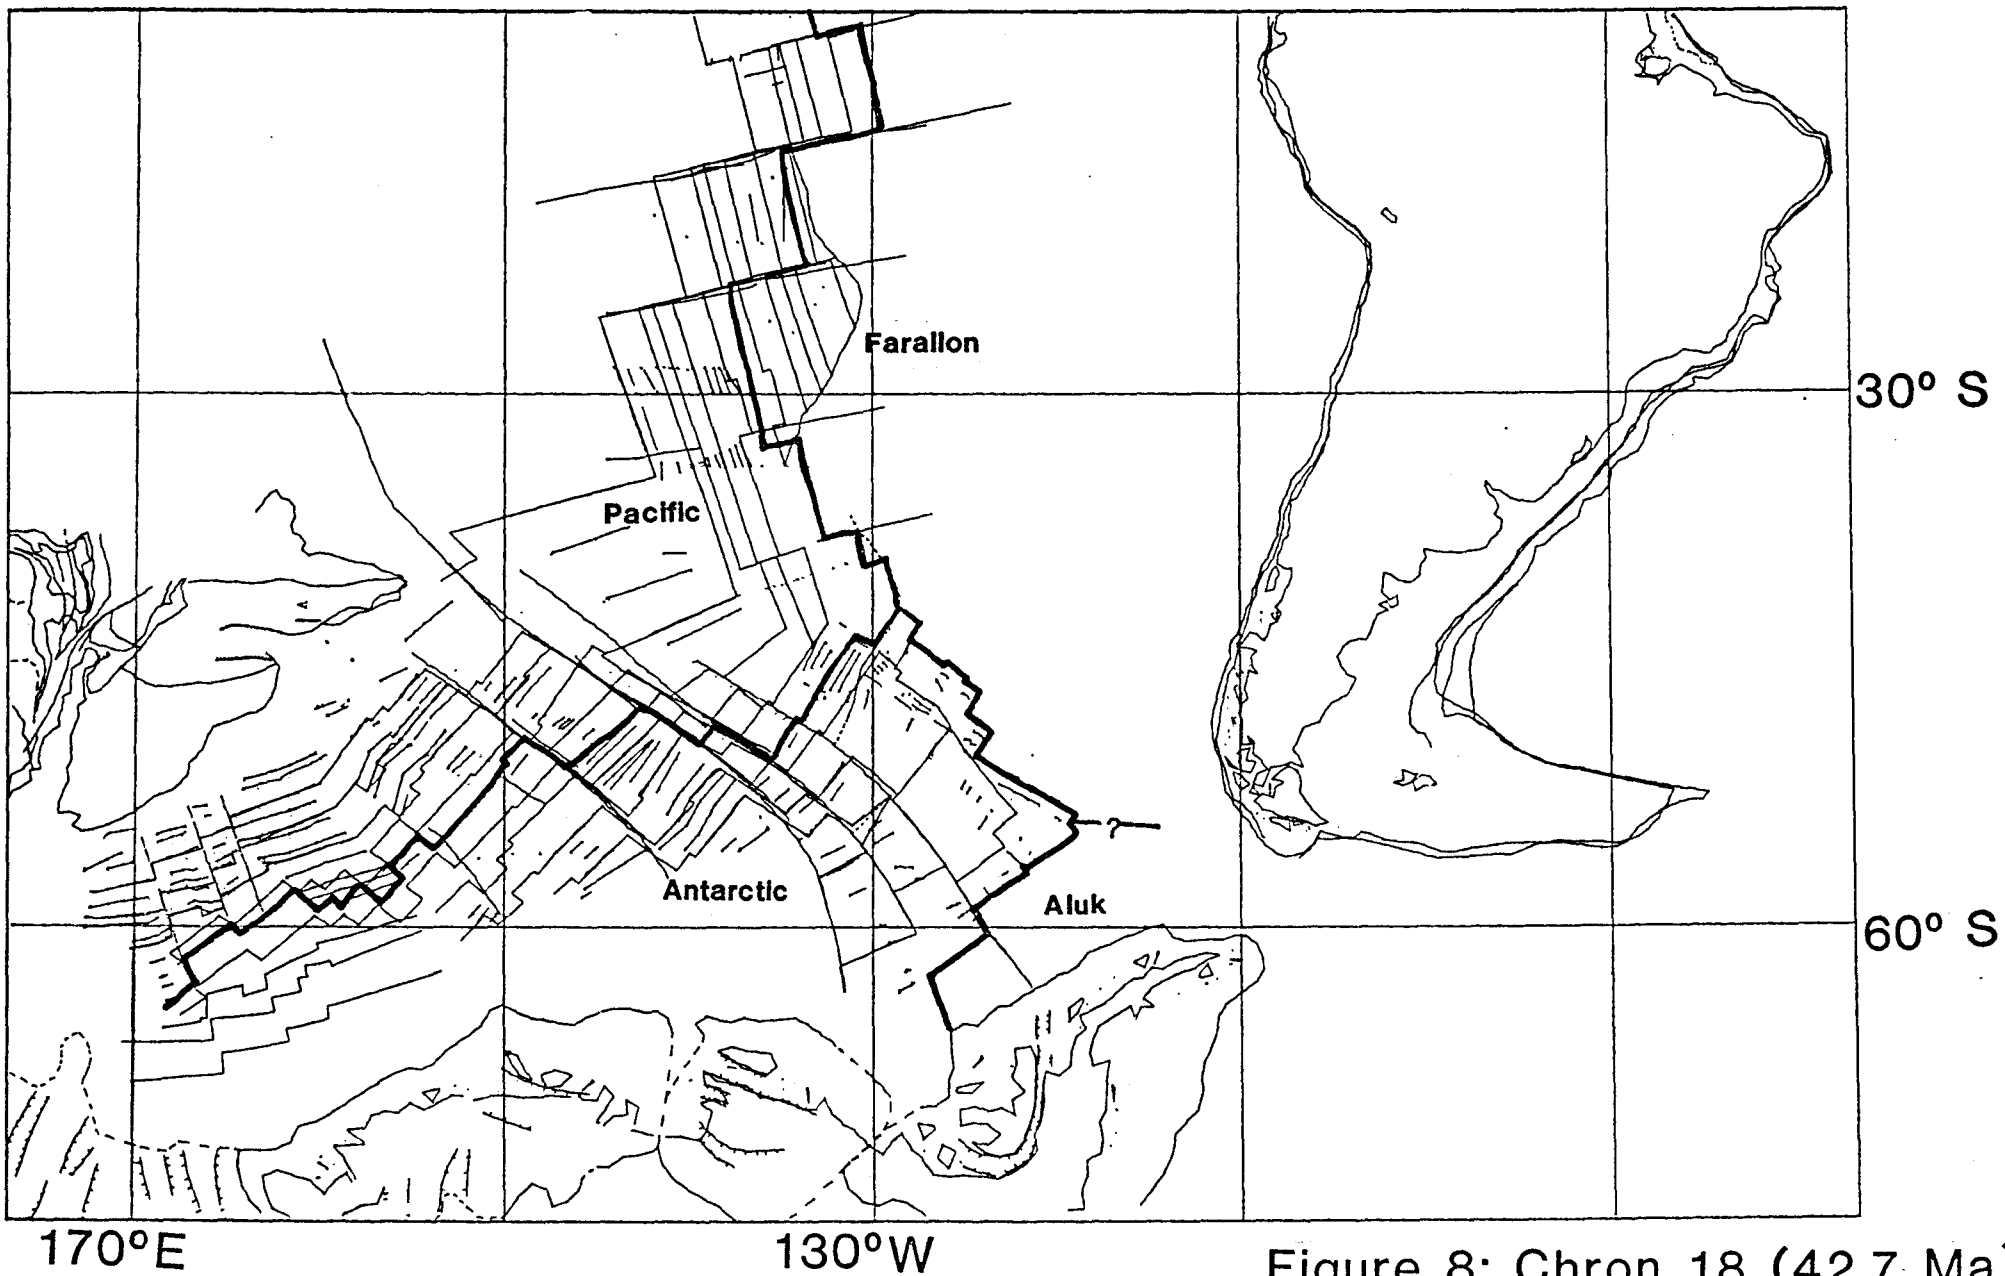 Farallon
30° S
Pacific
?
Antarctic
Aluk
60° S
170°E
130°W
Figure 8: Chron 18 (42.7 Ma)